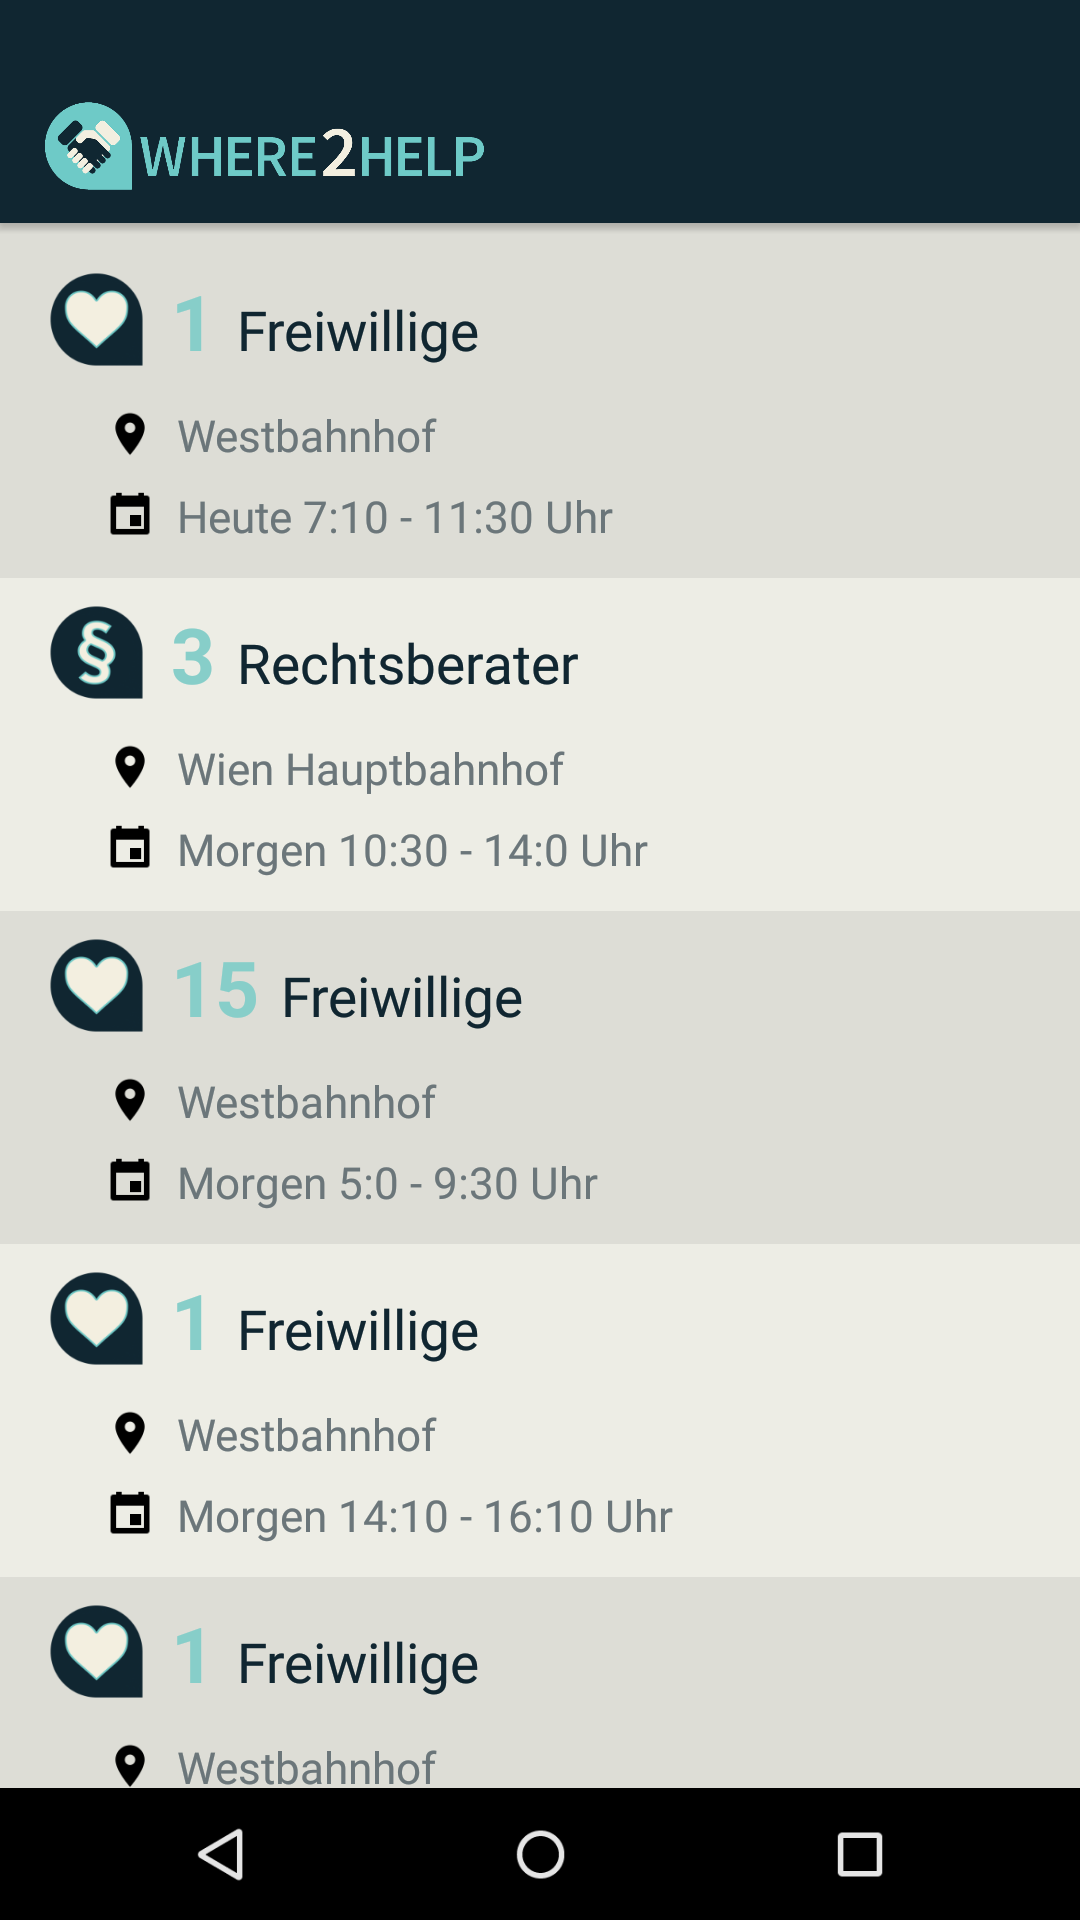 WHERE2HELP
1 Freiwillige
Westbahnhof
Heute 7:10 - 11:30 Uhr
§ 3 Rechtsberater
Wien Hauptbahnhof
Morgen 10:30 - 14:0 Uhr
15 Freiwillige
Westbahnhof
Morgen 5:0 - 9:30 Uhr
1 Freiwillige
Westbahnhof
Morgen 14:10 - 16:10 Uhr
1 Freiwillige
Westbahnhof